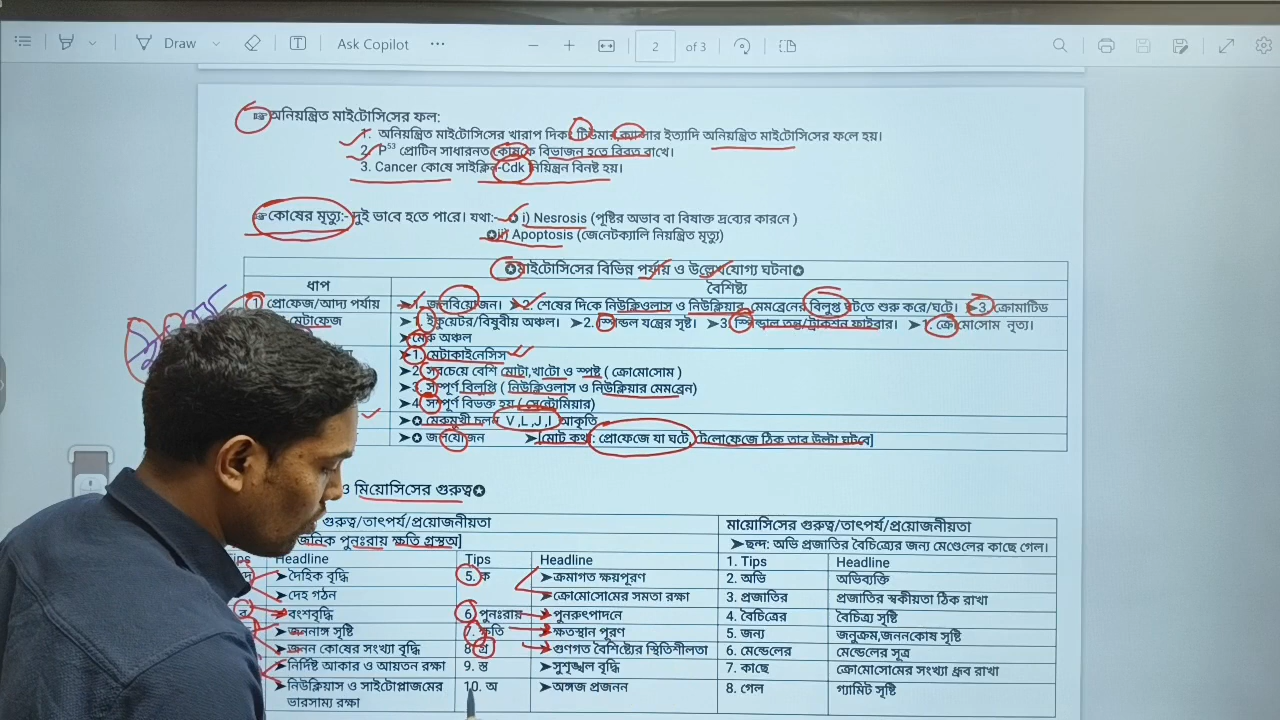 Draw
Ask Copilot
2 of 3
অনিয়ন্ত্রিত মাইটোসিসের ফল:
1. অনিয়ন্ত্রিত মাইটোসিসের খারাপ দিক: টিউমার, ক্যান্সার ইত্যাদি অনিয়ন্ত্রিত মাইটোসিসের ফলে হয়।
2. P53 প্রোটিন সাধারনত কোষকে বিভাজন হতে বিরত রাখে।
3. Cancer কোষে সাইক্লিন-Cdk নিয়িন্ত্রন বিনষ্ট হয়।
কোষের মৃত্যু:- দুই ভাবে হতে পারে। যথা:- i) Nesrosis (পুষ্টির অভাব বা বিষাক্ত দ্রব্যের কারনে )
ii) Apoptosis (জেনেটক্যালি নিয়ন্ত্রিত মৃত্যু)
মাইটোসিসের বিভিন্ন পর্যায় ও উল্লেখযোগ্য ঘটনা
ধাপ বৈশিষ্ট্য
1 প্রোফেজ/আদ্য পর্যায় ➤1. জলবিয়োজন। ➤2. শেষের দিকে নিউক্লিওলাস ও নিউক্লিয়ার মেমব্রেনের বিলুপ্ত ঘটতে শুরু করে/ঘটে। ➤3. ক্রোমাটিড
মেটাফেজ ➤1. ইকুয়েটর/বিষুবীয় অঞ্চল। ➤2. স্পিন্ডল যন্ত্রের সৃষ্ট। ➤3. স্পিন্ডাল তন্তু/ট্রাকশন ফাইবার। ➤1. ক্রোমোসোম নৃত্য।
➤মেরু অঞ্চল
➤1. মেটাকাইনেসিস
➤2. সবচেয়ে বেশি মোটা,খাটো ও স্পষ্ট ( ক্রোমোসোম )
➤3. সম্পূর্ণ বিলুপ্তি ( নিউক্লিওলাস ও নিউক্লিয়ার মেমব্রেন)
➤4. সম্পূর্ণ বিভক্ত হয় ( সেন্ট্রোমিয়ার)
➤ মেরুমুখী চলন V ,L ,J ,I আকৃতি
➤ জলযোজন ➤[মোট কথা: প্রোফেজে যা ঘটে, টেলোফেজে ঠিক তার উল্টা ঘটবে]
ও মিয়োসিসের গুরুত্ব
গুরুত্ব/তাৎপর্য/প্রয়োজনীয়তা মায়োসিসের গুরুত্ব/তাৎপর্য/প্রয়োজনীয়তা
জনিক পুনঃরায় ক্ষতি গ্রস্থঅ] ➤ছন্দ: অভি প্রজাতির বৈচিত্র্যের জন্য মেণ্ডেলের কাছে গেল।
Tips Headline Tips Headline 1. Tips Headline
➤দৈহিক বৃদ্ধি 5. ক ➤ক্রমাগত ক্ষয়পূরণ 2. অভি অভিব্যক্তি
➤দেহ গঠন ➤ক্রোমোসোমের সমতা রক্ষা 3. প্রজাতির প্রজাতির স্বকীয়তা ঠিক রাখা
ব ➤বংশবৃদ্ধি 6 পুনঃরায় ➤পুনরুৎপাদনে 4. বৈচিত্রের বৈচিত্র্য সৃষ্টি
➤জননাঙ্গ সৃষ্টি 7. ক্ষতি ➤ক্ষতস্থান পূরণ 5. জন্য জনুক্রম,জননকোষ সৃষ্টি
➤জনন কোষের সংখ্যা বৃদ্ধি 8. গ্র ➤গুণগত বৈশিষ্ট্যের স্থিতিশীলতা 6. মেন্ডেলের মেন্ডেলের সূত্র
➤নির্দিষ্ট আকার ও আয়তন রক্ষা 9. স্ত ➤সুশৃঙ্খল বৃদ্ধি 7. কাছে ক্রোমোসোমের সংখ্যা ধ্রুব রাখা
➤নিউক্লিয়াস ও সাইটোপ্লাজমের 10. অ ➤অঙ্গজ প্রজনন 8. গেল গ্যামিট সৃষ্টি
ভারসাম্য রক্ষা